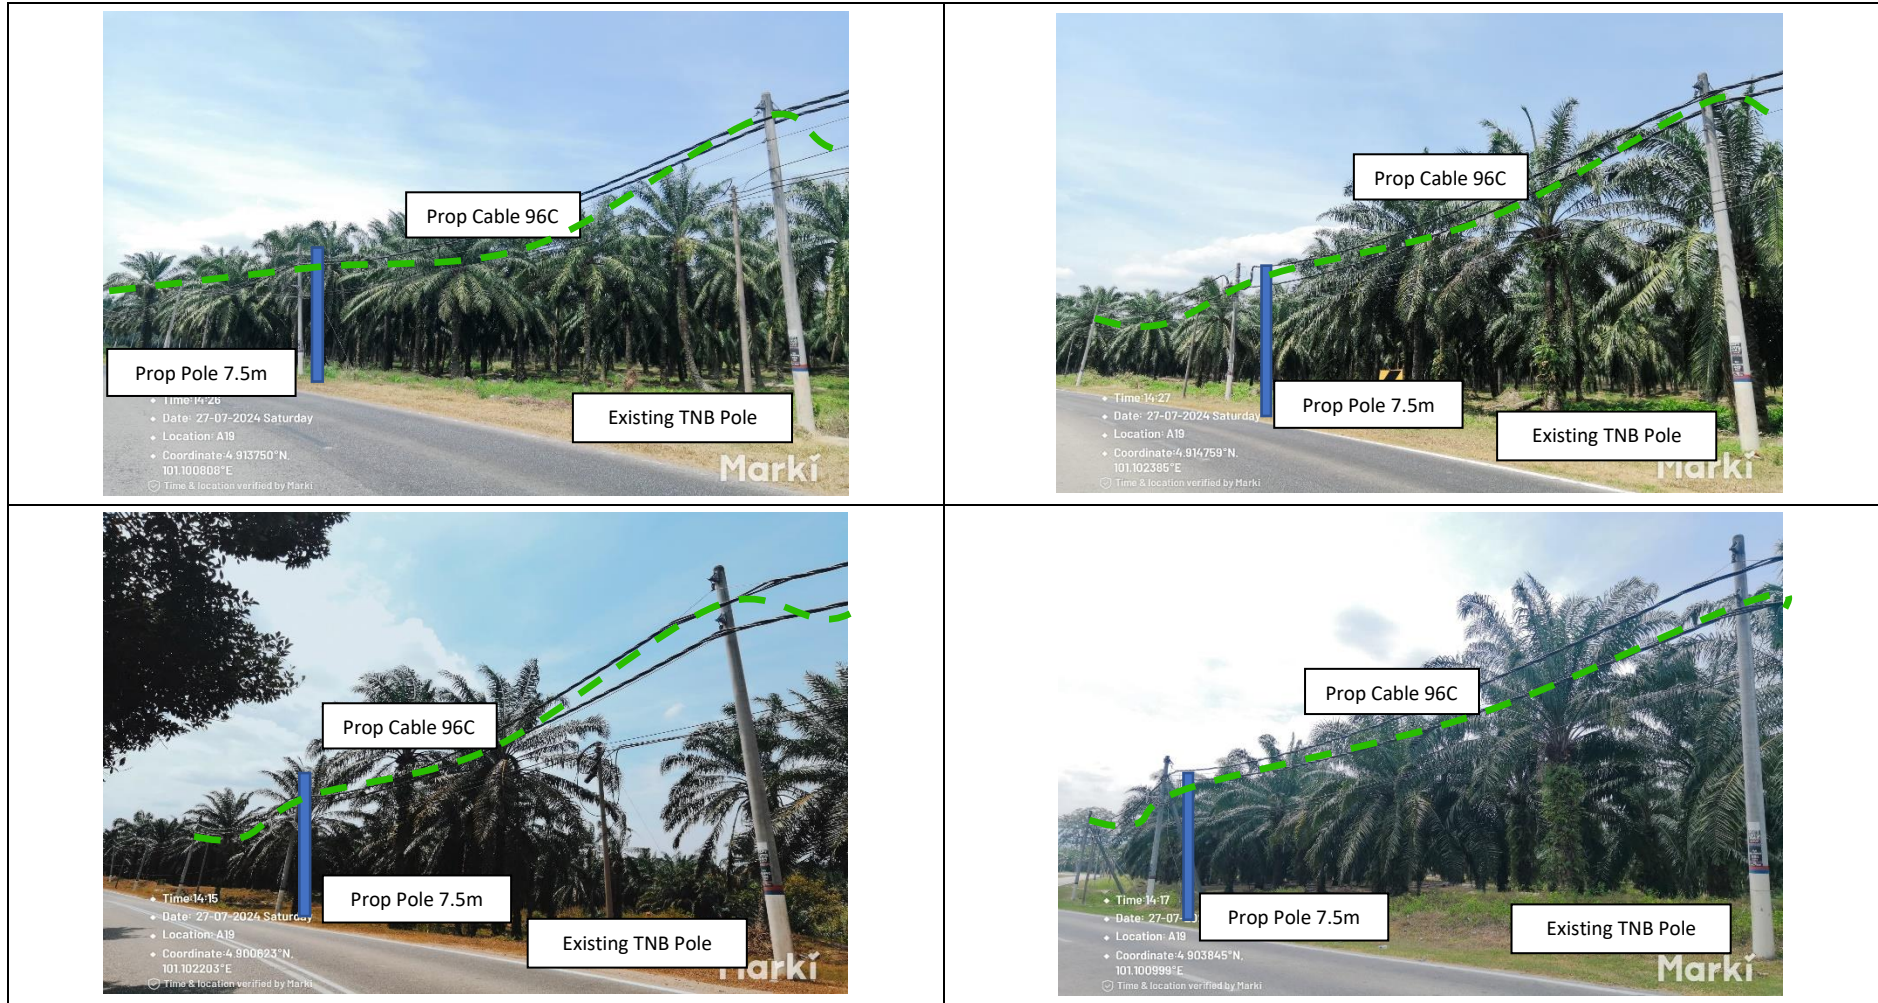 Prop Cable 96C
Prop Pole 7.5m
Existing TNB Pole
Time:14:26
Date: 27-07-2024 Saturday
Location: A19
Coordinate:4.913750°N,
101.100808°E
Time & location verified by Marki
Marki
Prop Cable 96C
Prop Pole 7.5m
Existing TNB Pole
Time:14:27
Date: 27-07-2024 Saturday
Location: A19
Coordinate:4.914759°N,
101.102385°E
Time & location verified by Marki
Marki
Prop Cable 96C
Prop Pole 7.5m
Existing TNB Pole
Time:14:15
Date: 27-07-2024 Saturday
Location: A19
Coordinate:4.900623°N,
101.102203°E
Time & location verified by Marki
Marki
Prop Cable 96C
Prop Pole 7.5m
Existing TNB Pole
Time:14:17
Date: 27-07-20
Location: A19
Coordinate:4.903845°N,
101.100999°E
Time & location verified by Marki
Marki